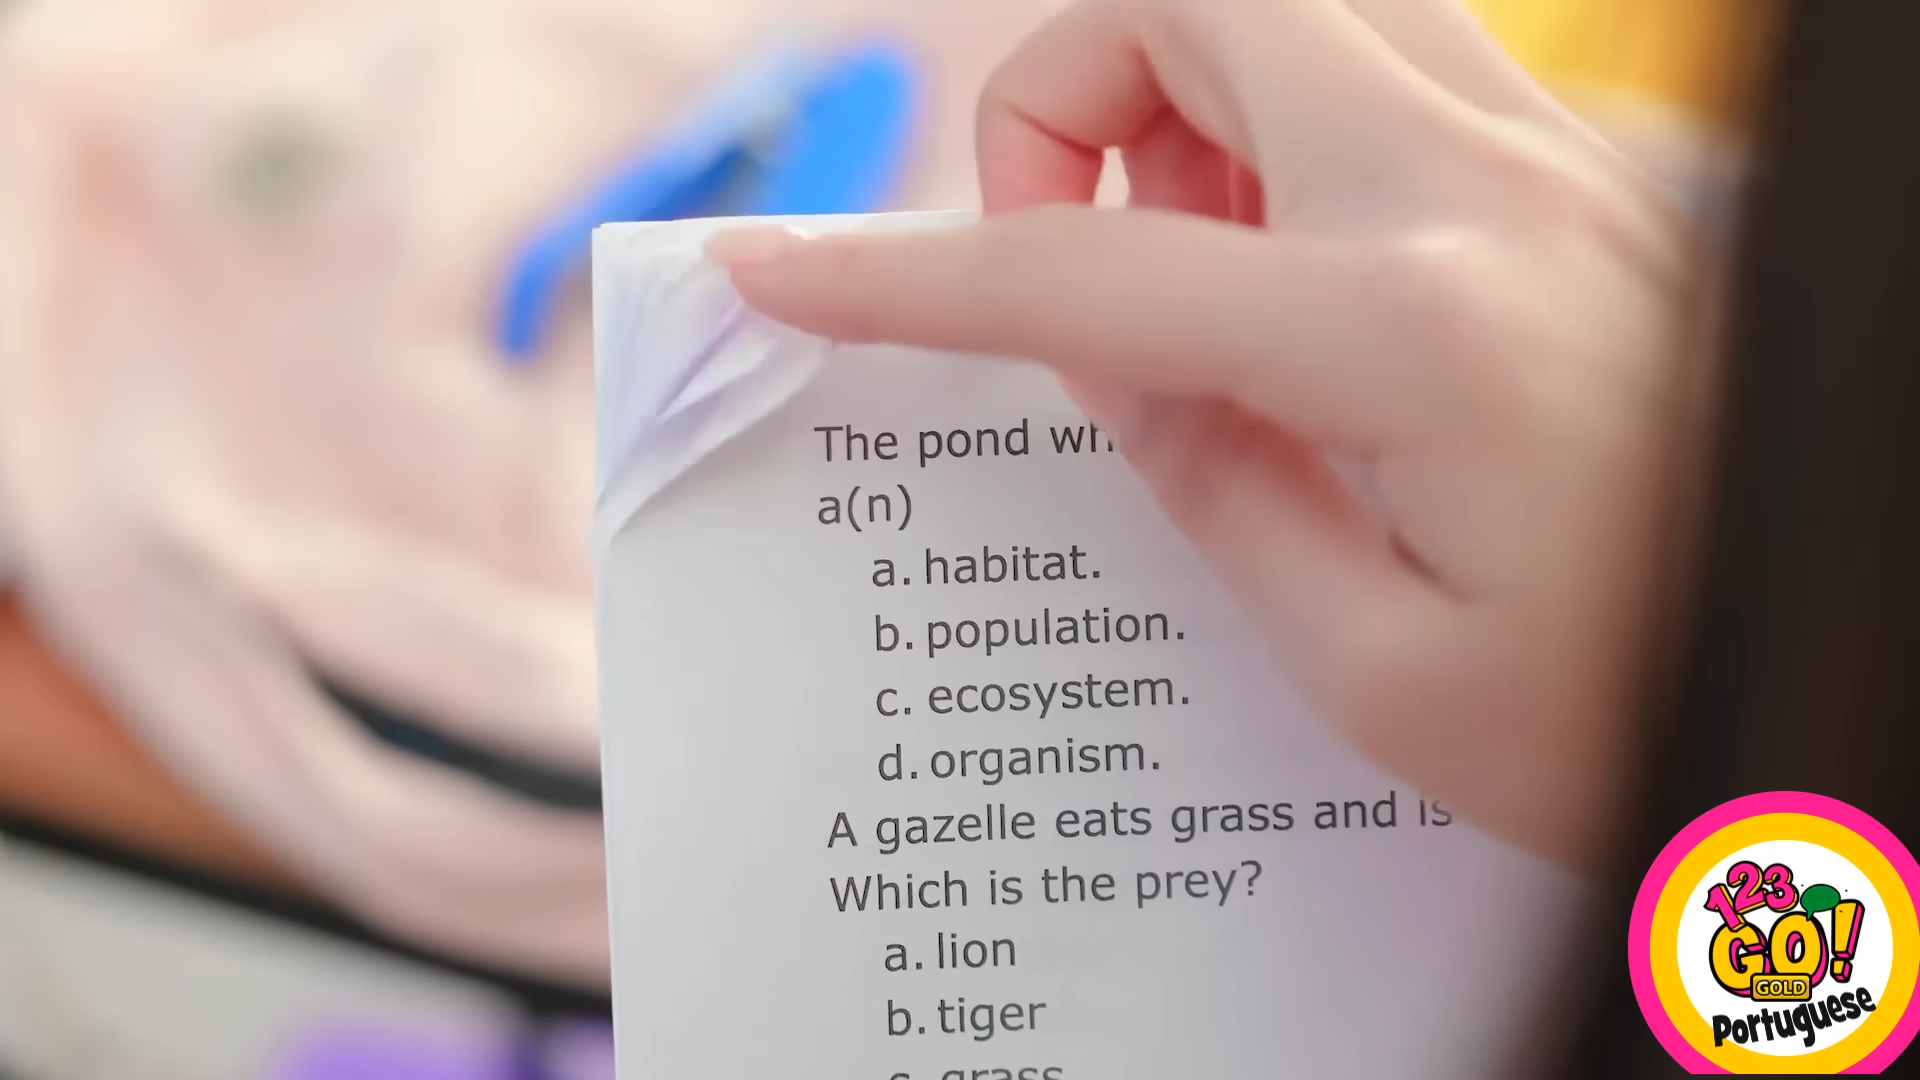 The pond
a(n)
a. habitat.
b. population.
c. ecosystem.
d. organism.
A gazelle eats grass and is
Which is the prey?
a. lion
b. tiger
c. grass
123
GO!
GOLD
Portuguese